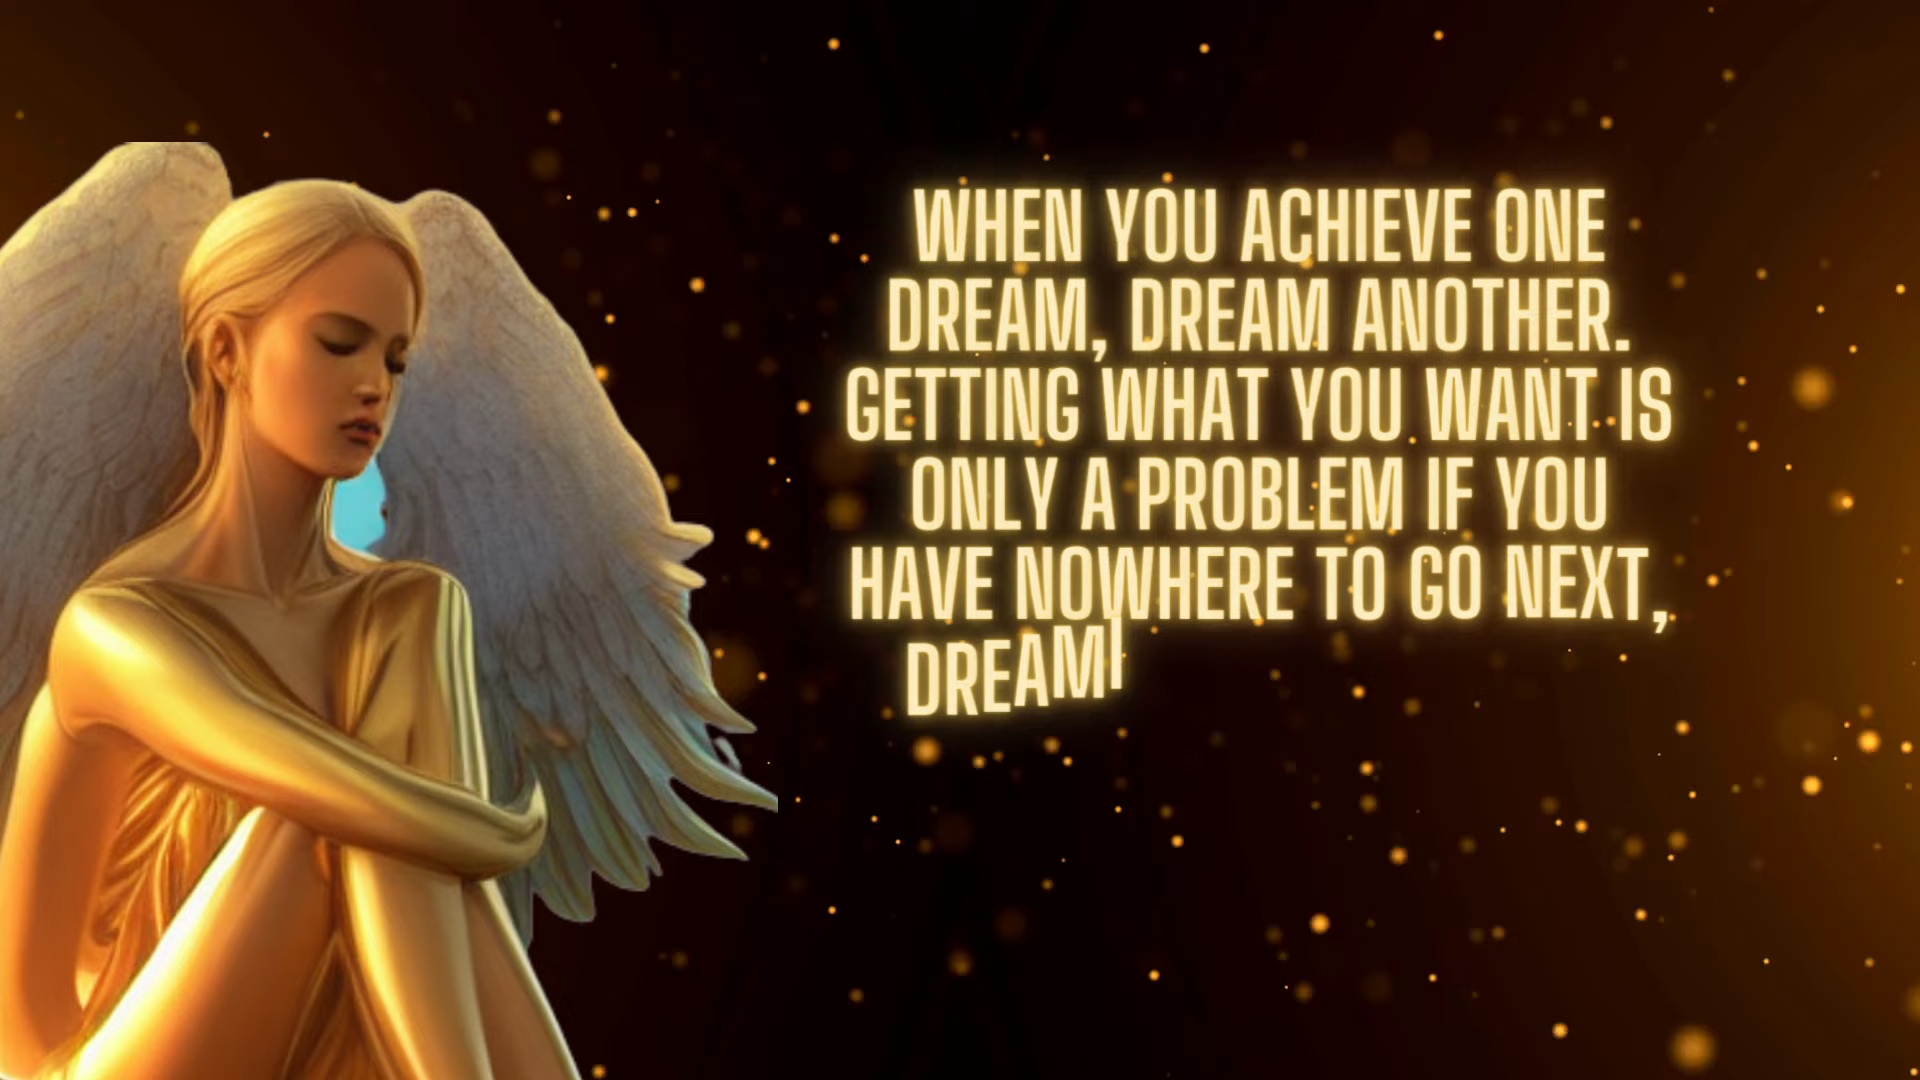 WHEN YOU ACHIEVE ONE
DREAM, DREAM ANOTHER.
GETTING WHAT YOU WANT IS
ONLY A PROBLEM IF YOU
HAVE NOWHERE TO GO NEXT,
DREAMI